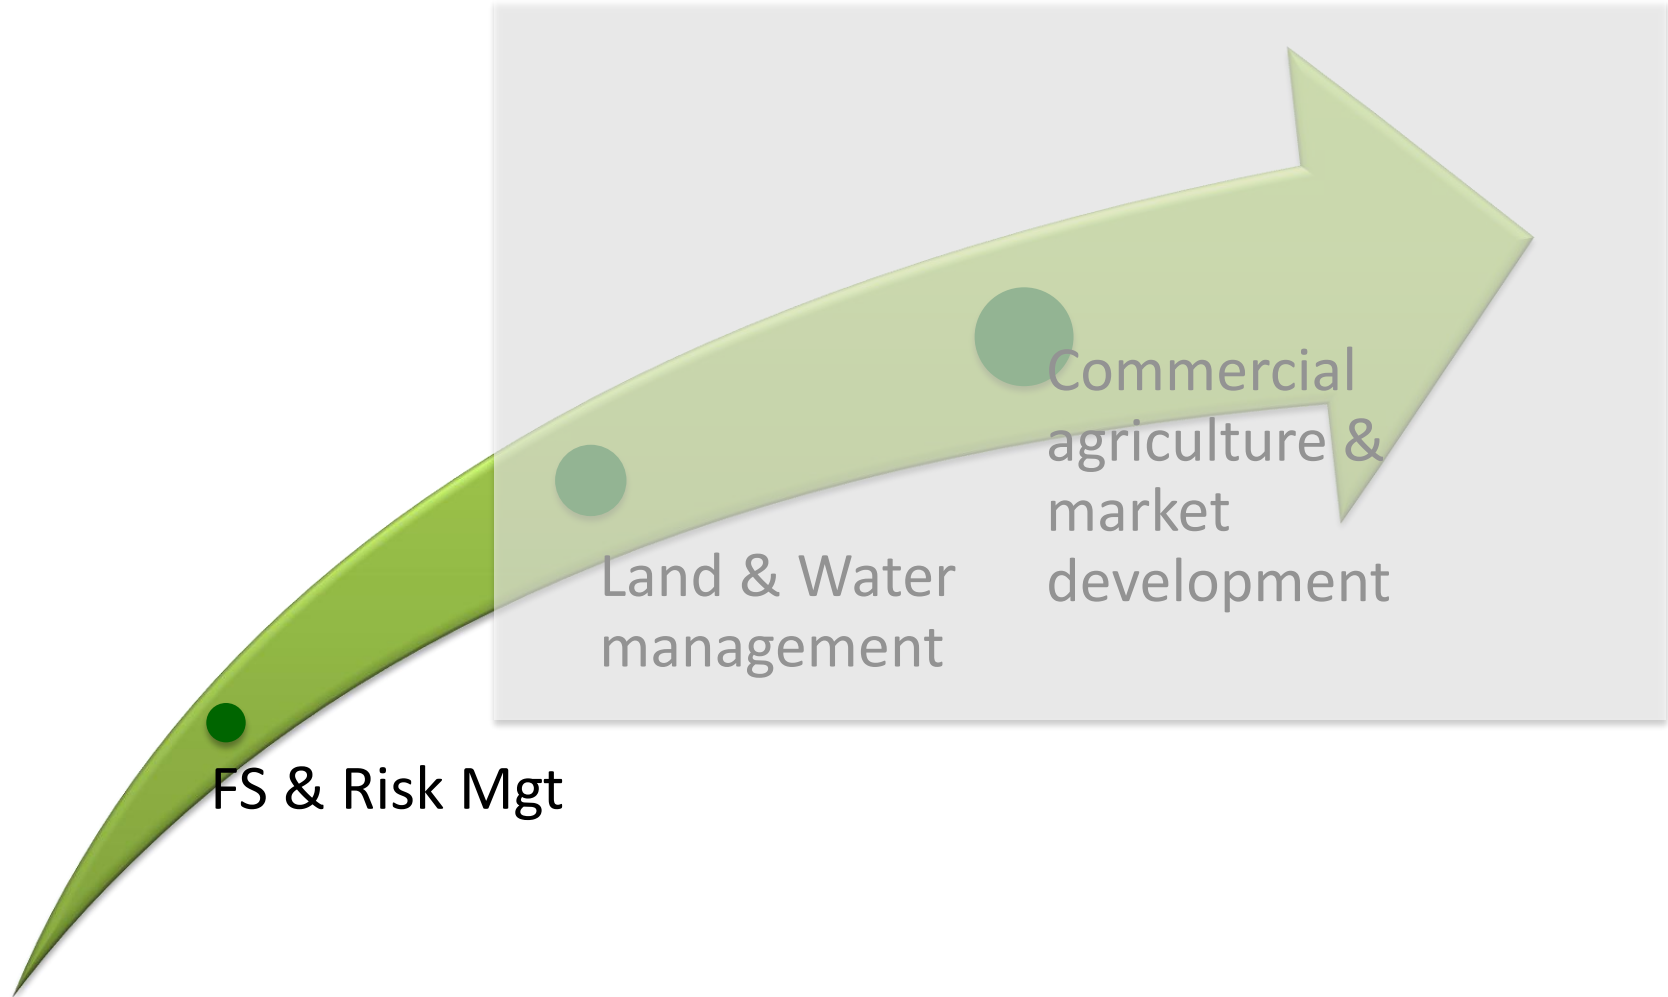 FS & Risk Mgt
Land & Water
management
Commercial
agriculture &
market
development